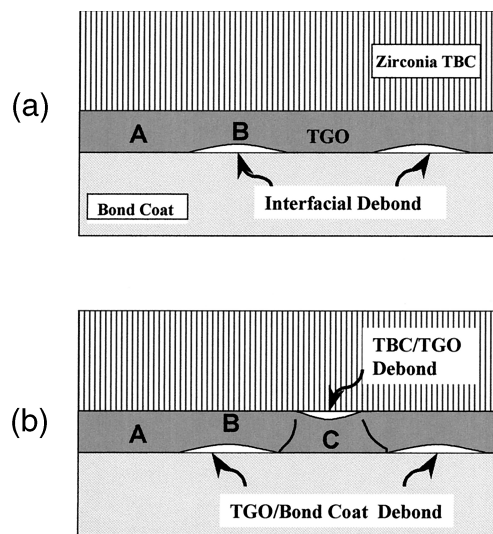 (a)
Zirconia TBC
A
B
TGO
Interfacial Debond
Bond Coat
(b)
TBC/TGO
Debond
A
B
C
TGO/Bond Coat Debond